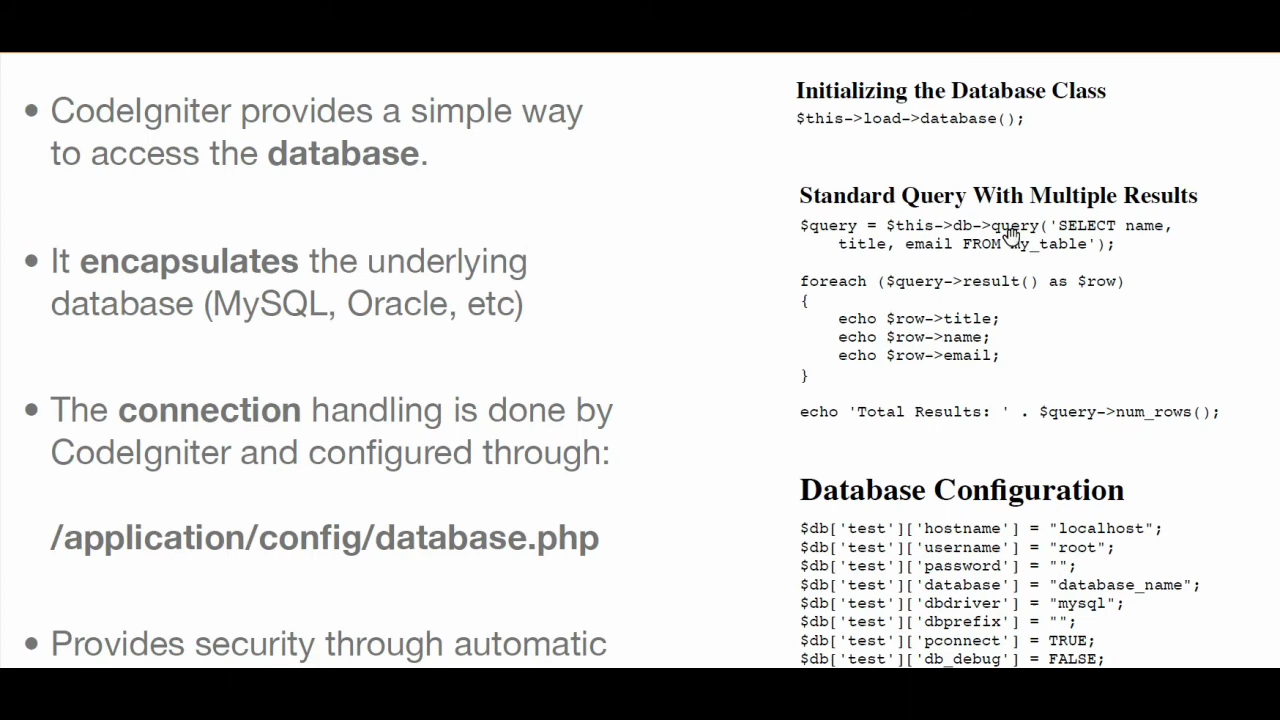 • CodeIgniter provides a simple way
to access the database.
• It encapsulates the underlying
database (MySQL, Oracle, etc)
• The connection handling is done by
CodeIgniter and configured through:
/application/config/database.php
• Provides security through automatic
Initializing the Database Class
$this->load->database();
Standard Query With Multiple Results
$query = $this->db->query('SELECT name,
title, email FROM my_table');
foreach ($query->result() as $row)
{
echo $row->title;
echo $row->name;
echo $row->email;
}
echo 'Total Results: ' . $query->num_rows();
Database Configuration
$db['test']['hostname'] = "localhost";
$db['test']['username'] = "root";
$db['test']['password'] = "";
$db['test']['database'] = "database_name";
$db['test']['dbdriver'] = "mysql";
$db['test']['dbprefix'] = "";
$db['test']['pconnect'] = TRUE;
$db['test']['db_debug'] = FALSE;